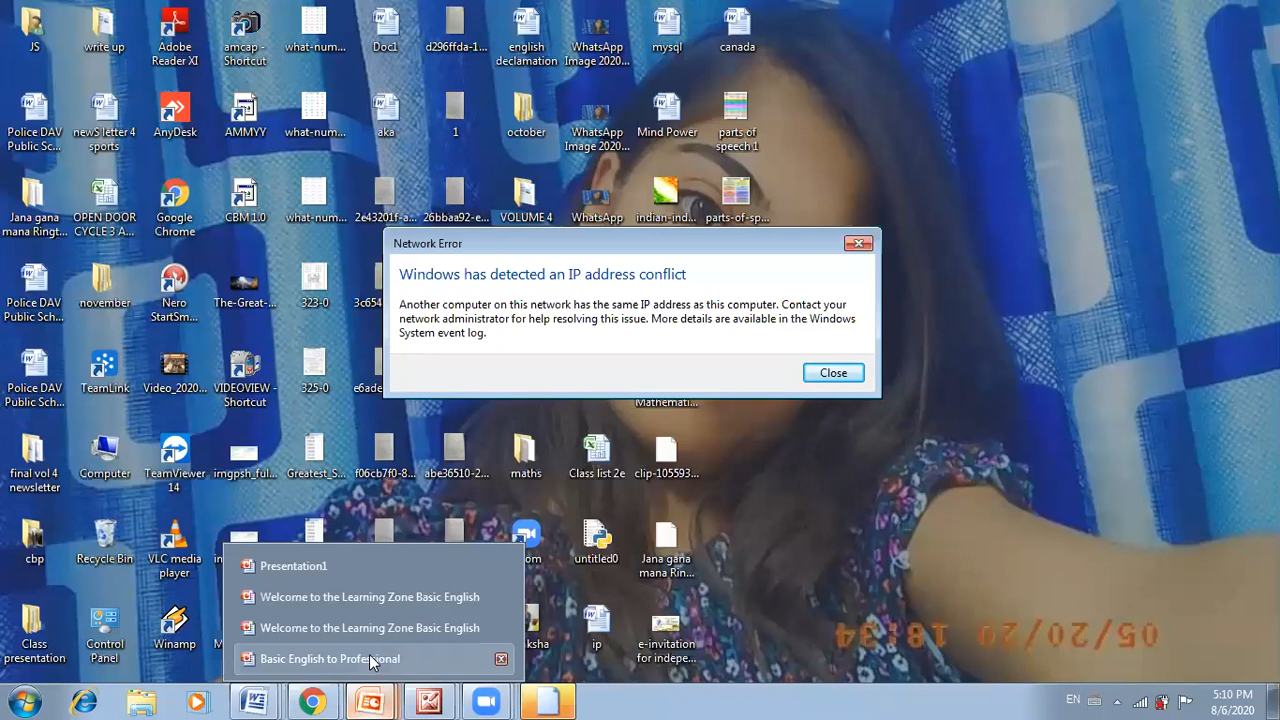 JS
write up
Adobe
Reader XI
amcap -
Shortcut
what-num...
Doc1
d296ffda-1...
english
declamation
WhatsApp
Image 2020...
mysql
canada
Police DAV
Public Sc...
newS letter 4
sports
AnyDesk
AMMYY
what-num...
aka
1
october
WhatsApp
Image 2020...
Mind Power
parts of
speech 1
Jana gana
mana Ringt...
OPEN DOOR
CYCLE 3 A...
Google
Chrome
CBM 1.0
what-num...
2e43201f-a...
26bbaa92-e...
VOLUME 4
WhatsApp
indian-ind...
parts-of-sp...
Network Error
Windows has detected an IP address conflict
Another computer on this network has the same IP address as this computer. Contact your
network administrator for help resolving this issue. More details are available in the Windows
System event log.
Close
Police DAV
Public Sch...
november
Nero
StartSm...
The-Great-...
323-0
3c654
Police DAV
Public Sc...
TeamLink
Video_2020...
VIDEOVIEW -
Shortcut
325-0
e6ade
Mathemati...
final vol 4
newsletter
Computer
TeamViewer
14
imgpsh_ful...
Greatest_S...
f06cb7f0-8...
abe36510-2...
maths
Class list 2e
clip-105593...
cbp
Recycle Bin
VLC media
player
untitled0
Jana gana
mana Rin...
Presentation1
Welcome to the Learning Zone Basic English
Welcome to the Learning Zone Basic English
Basic English to Professional
Class
presentation
Control
Panel
Winamp
ksha
ip
e-invitation
for indepe...
05/20/20 18:34
EN
5:10 PM
8/6/2020